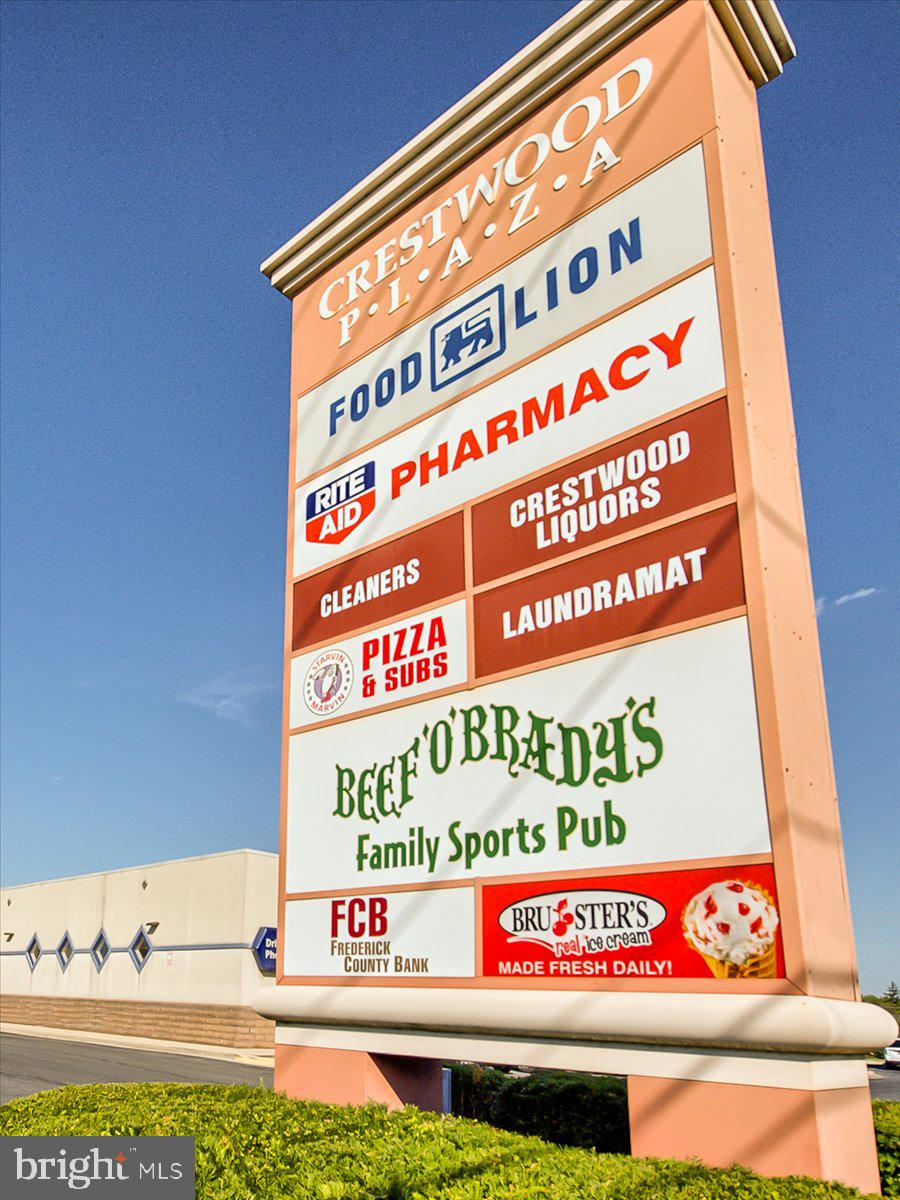 CRESTWOOD
P•L•A•Z•A
FOOD LION
RITE AID
PHARMACY
CRESTWOOD
LIQUORS
CLEANERS
LAUNDRAMAT
STARVIN MARVIN
PIZZA
& SUBS
BEEF 'O' BRADY'S
Family Sports Pub
FCB
FREDERICK
COUNTY BANK
BRUSTER'S
real ice cream
MADE FRESH DAILY!
bright MLS